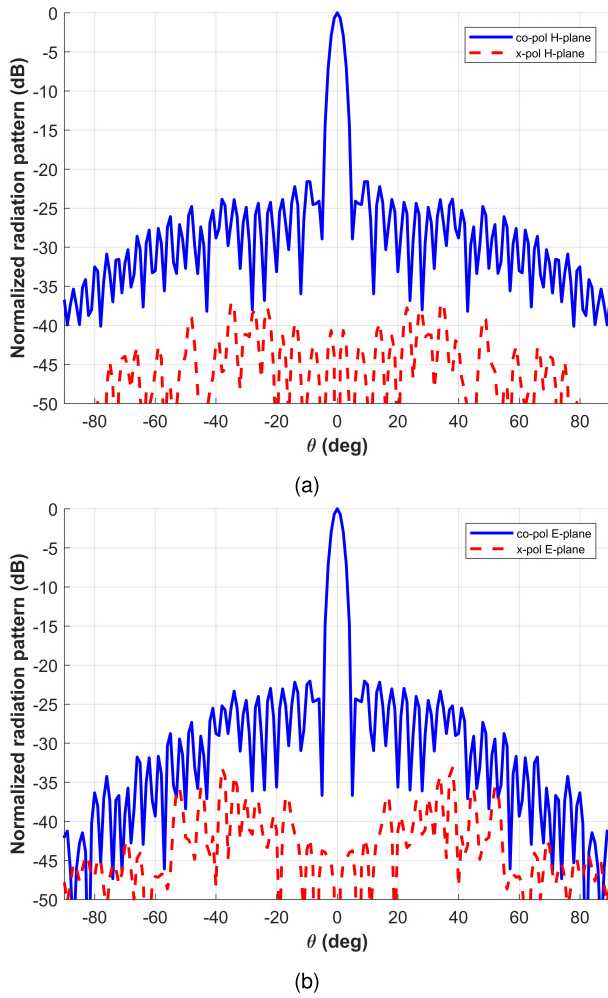 0
-5
-10
-15
-20
-25
-30
-35
-40
-45
-50
Normalized radiation pattern (dB)
co-pol H-plane
x-pol H-plane
-80 -60 -40 -20 0 20 40 60 80
θ (deg)
(a)
0
-5
-10
-15
-20
-25
-30
-35
-40
-45
-50
Normalized radiation pattern (dB)
co-pol E-plane
x-pol E-plane
-80 -60 -40 -20 0 20 40 60 80
θ (deg)
(b)